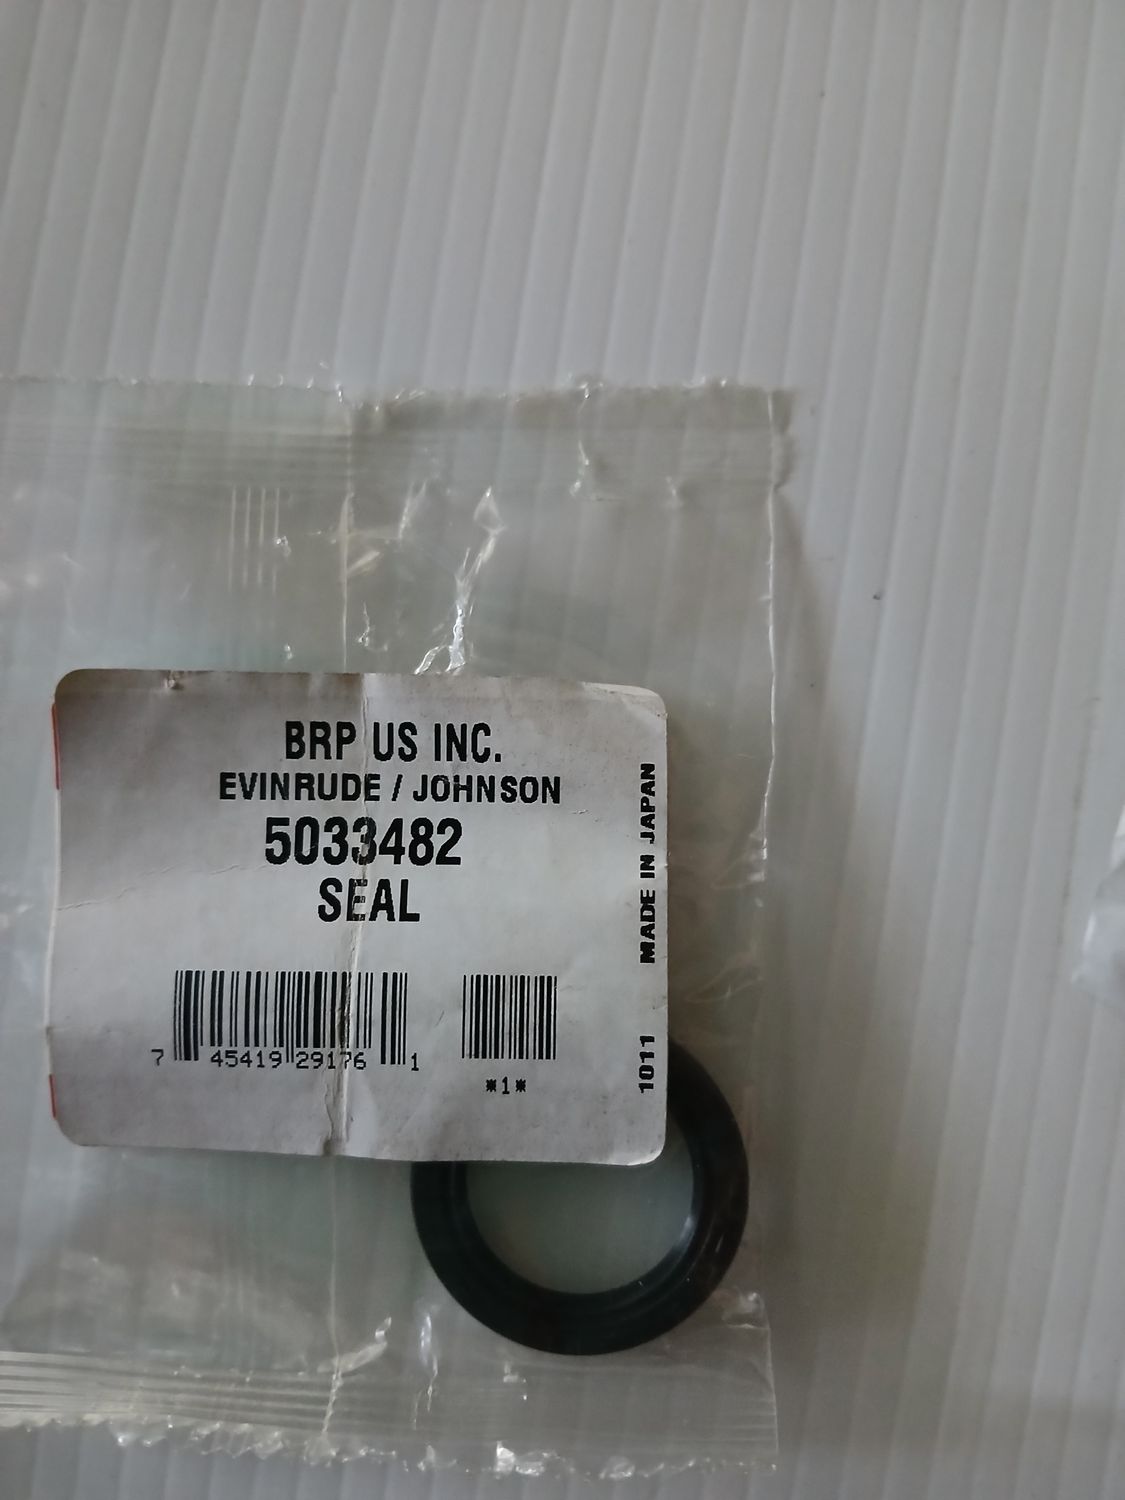 BRP US INC.
EVINRUDE / JOHNSON
5033482
SEAL
7 45419 29176 1
*1*
1011 MADE IN JAPAN